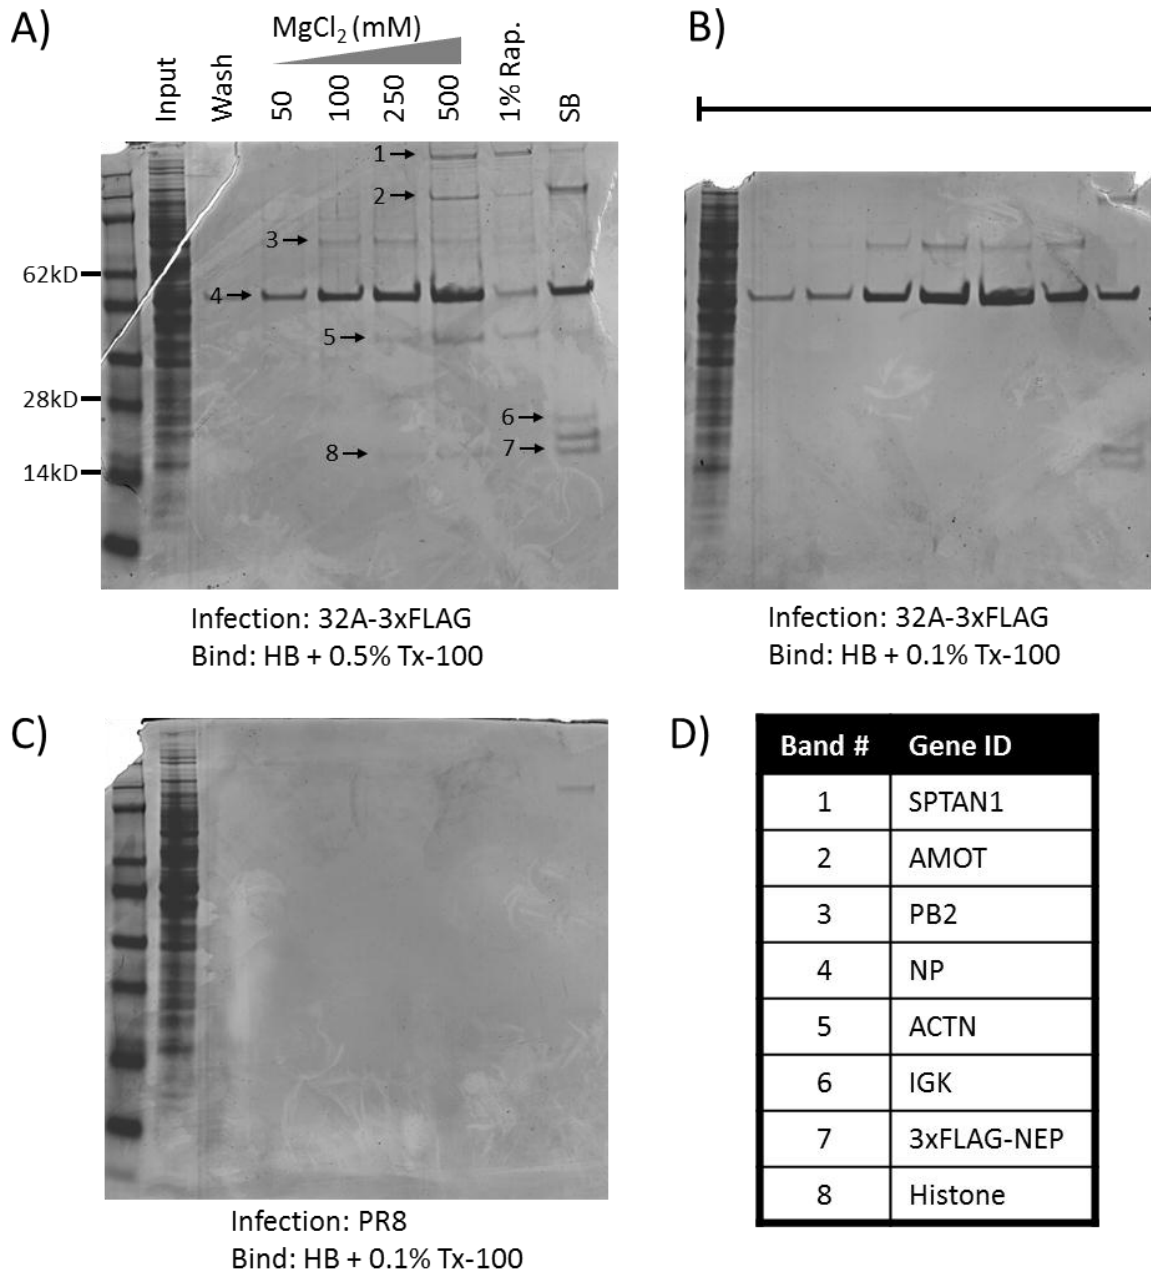 A)
MgCl2 (mM)
Input
Wash
50
100
250
500
1% Rap.
SB
1
2
3
62kD
4
5
28kD
6
8
7
14kD
Infection: 32A-3xFLAG
Bind: HB + 0.5% Tx-100
B)
Infection: 32A-3xFLAG
Bind: HB + 0.1% Tx-100
C)
Infection: PR8
Bind: HB + 0.1% Tx-100
D)
Band # Gene ID
1 SPTAN1
2 AMOT
3 PB2
4 NP
5 ACTN
6 IGK
7 3xFLAG-NEP
8 Histone